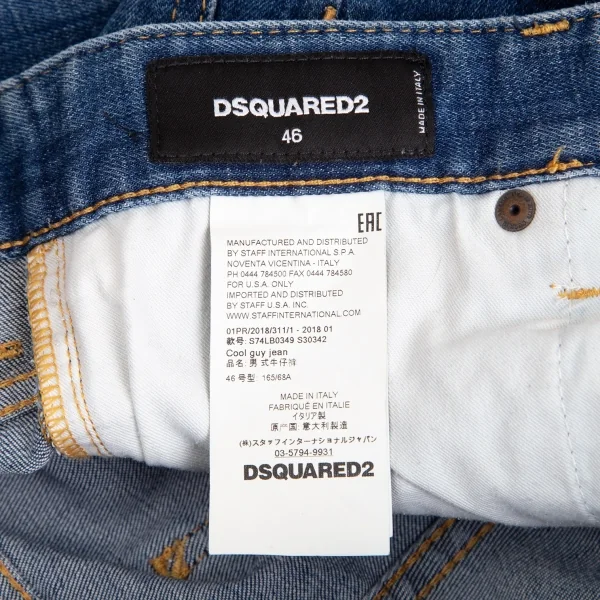 DSQUARED2
46
MADE IN ITALY
EAC
MANUFACTURED AND DISTRIBUTED
BY STAFF INTERNATIONAL S.P.A
NOVENTA VICENTINA - ITALY
PH 0444 784500 FAX 0444 784580
FOR U.S.A. ONLY
IMPORTED AND DISTRIBUTED
BY STAFF U.S.A. INC.
WWW.STAFFINTERNATIONAL.COM
01PR/2018/311/1 - 2018 01
款号: S74LB0349 S30342
Cool guy jean
品名: 男式牛仔裤
46 号型: 165/68A
MADE IN ITALY
FABRIQUÉ EN ITALIE
イタリア製
原产国 意大利製造
(株)スタッフインターナショナルジャパン
03-5794-9931
DSQUARED2